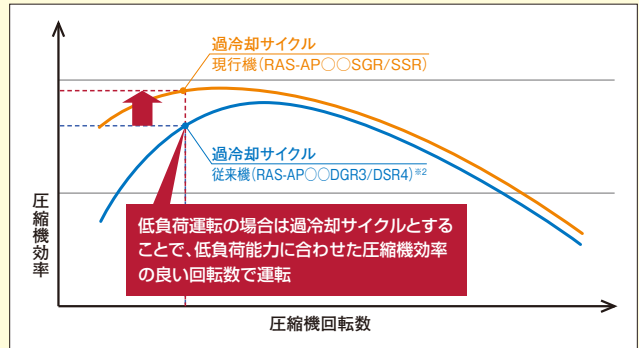 過冷却サイクル
現行機(RAS-AP○○SGR/SSR)
過冷却サイクル
従来機(RAS-AP○○DGR3/DSR4)※2
低負荷運転の場合は過冷却サイクルとする
ことで、低負荷能力に合わせた圧縮機効率
の良い回転数で運転
圧縮機効率
圧縮機回転数